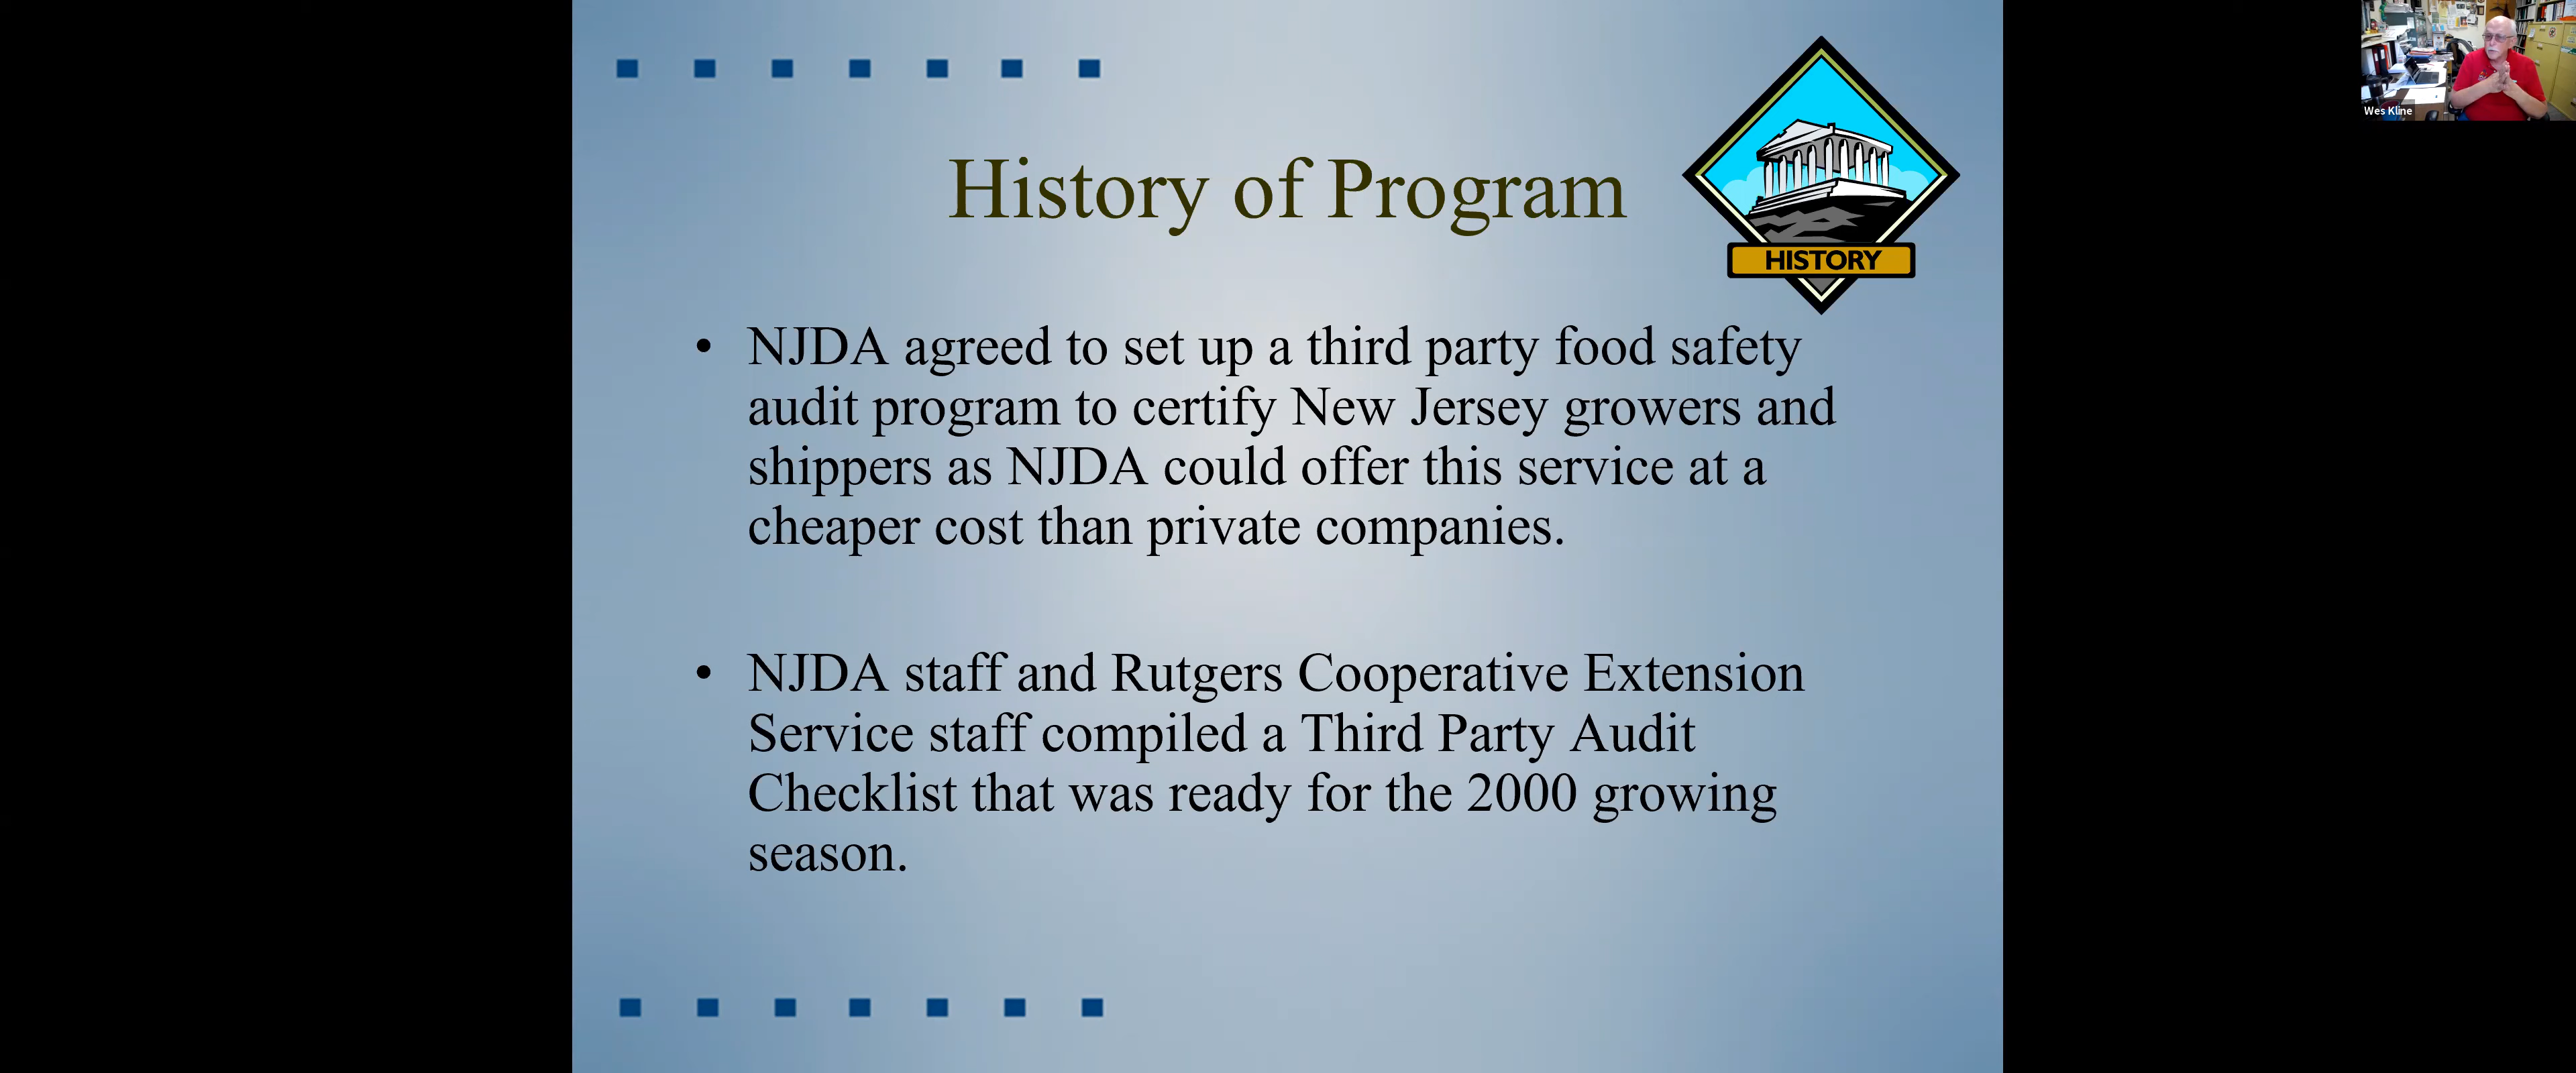 History of Program
HISTORY
• NJDA agreed to set up a third party food safety
audit program to certify New Jersey growers and
shippers as NJDA could offer this service at a
cheaper cost than private companies.
• NJDA staff and Rutgers Cooperative Extension
Service staff compiled a Third Party Audit
Checklist that was ready for the 2000 growing
season.
Wes Kline